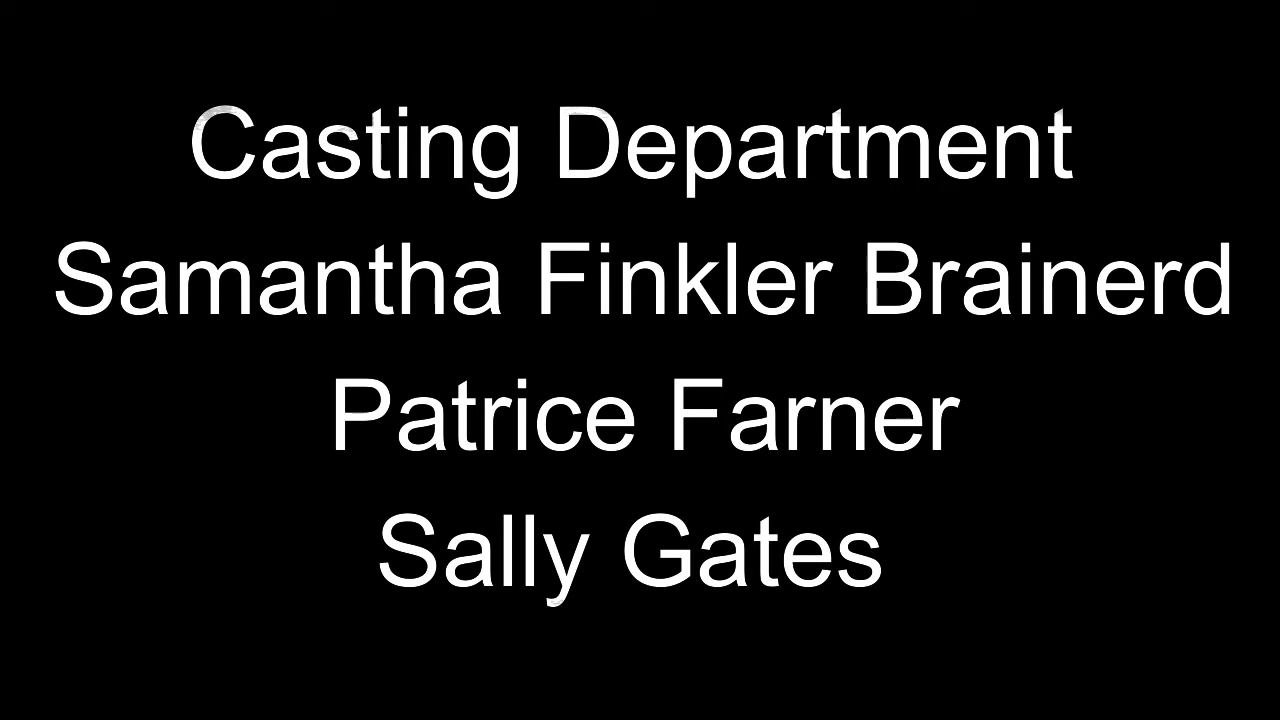 Casting Department
Samantha Finkler Brainerd
Patrice Farner
Sally Gates